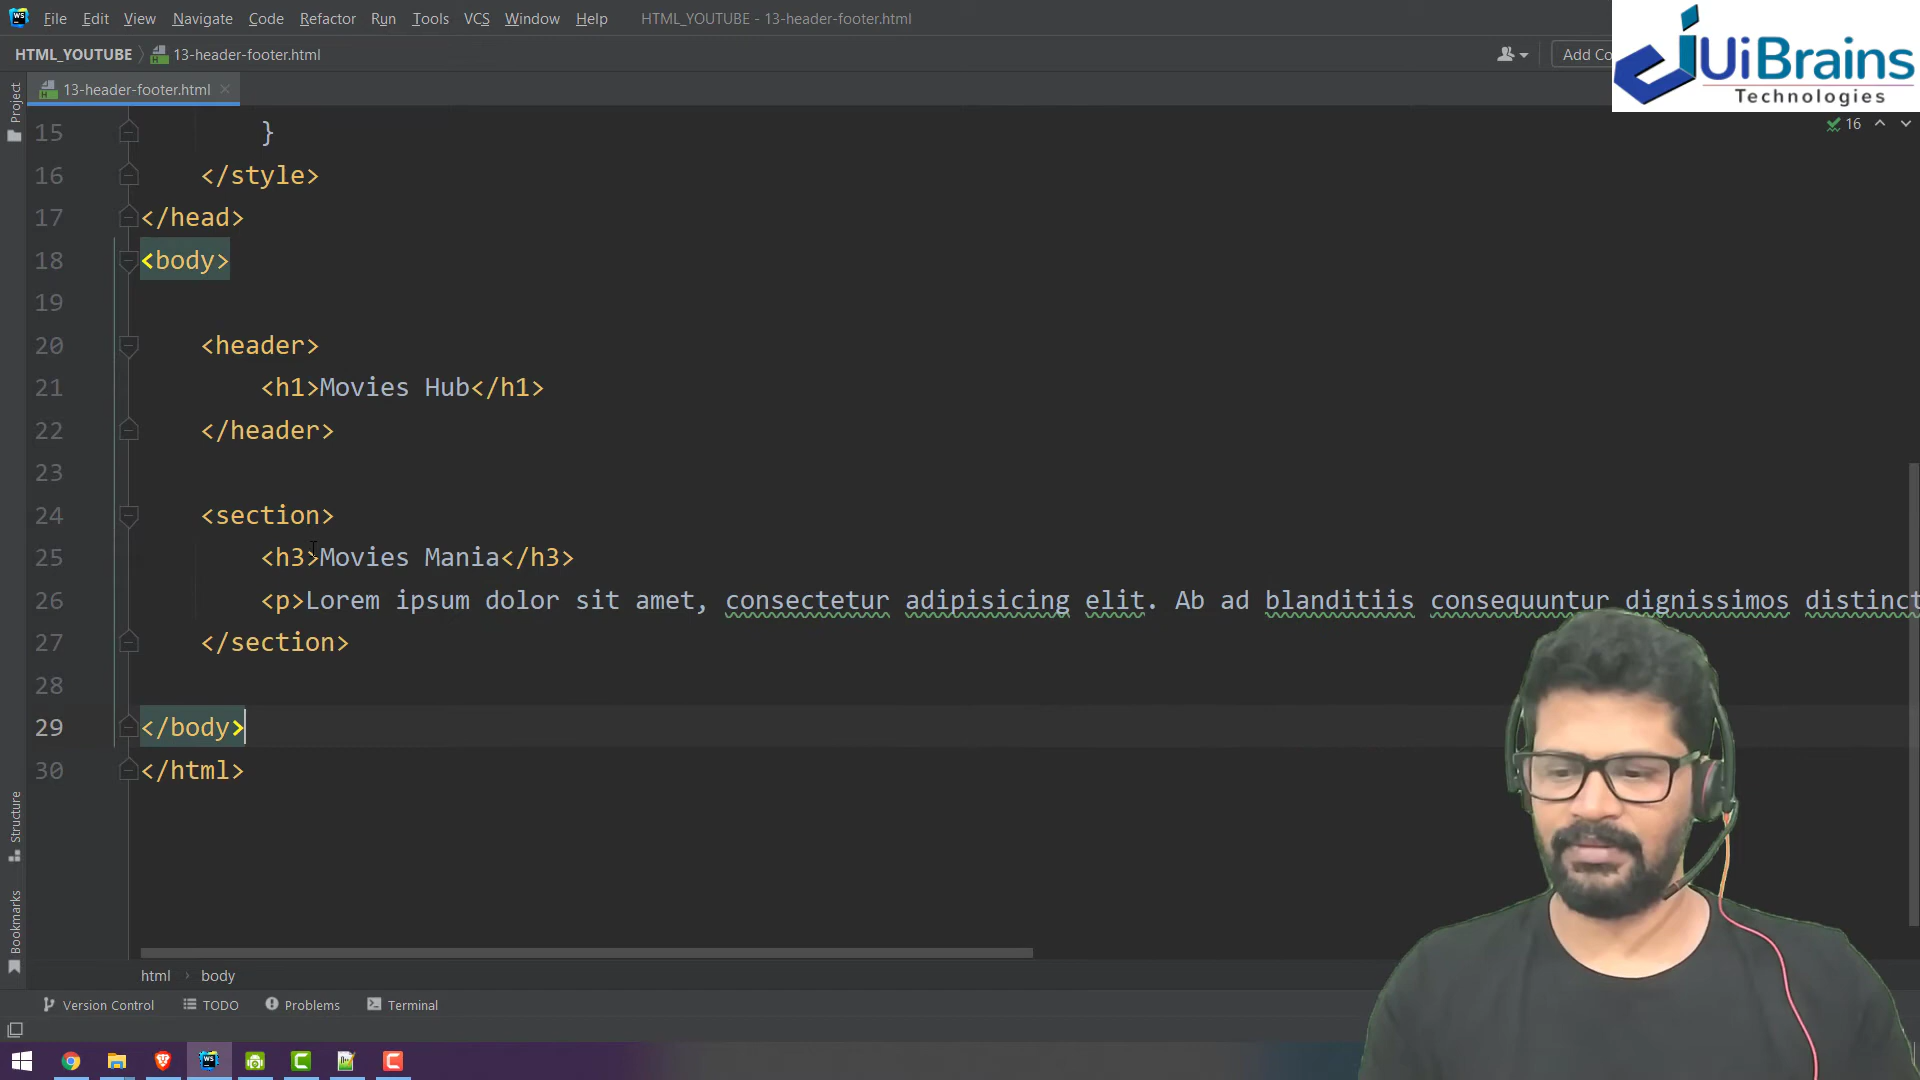 File Edit View Navigate Code Refactor Run Tools VCS Window Help HTML_YOUTUBE - 13-header-footer.html
HTML_YOUTUBE 13-header-footer.html
Add Co
UiBrains
Technologies
Project
13-header-footer.html
16
15 }
16 </style>
17 </head>
18 <body>
19
20 <header>
21 <h1>Movies Hub</h1>
22 </header>
23
24 <section>
25 <h3>Movies Mania</h3>
26 <p>Lorem ipsum dolor sit amet, consectetur adipisicing elit. Ab ad blanditiis consequuntur dignissimos distinct
27 </section>
28
29 </body>
30 </html>
Structure
Bookmarks
html › body
Version Control TODO Problems Terminal
WS